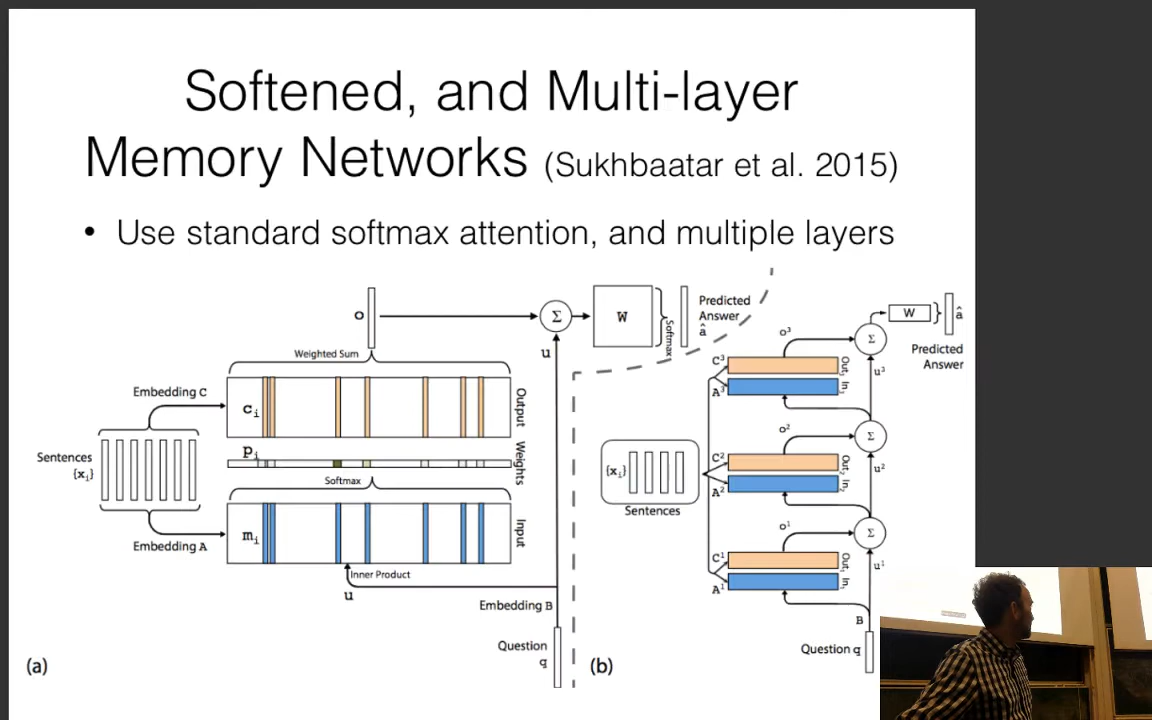 Softened, and Multi-layer
Memory Networks (Sukhbaatar et al. 2015)
• Use standard softmax attention, and multiple layers
o
Σ
W
Softmax
Predicted
Answer
â
u
Weighted Sum
Embedding C
c_i
Output
Sentences
{x_i}
p_i
Weights
Softmax
m_i
Input
Embedding A
Inner Product
u
Embedding B
Question
q
(a)
W
â
Predicted
Answer
Σ
o³
u³
C³
A³
Out₃ In₃
Σ
o²
u²
C²
A²
Out₂ In₂
{x_i}
Sentences
Σ
o¹
u¹
C¹
A¹
Out₁ In₁
B
Question q
(b)